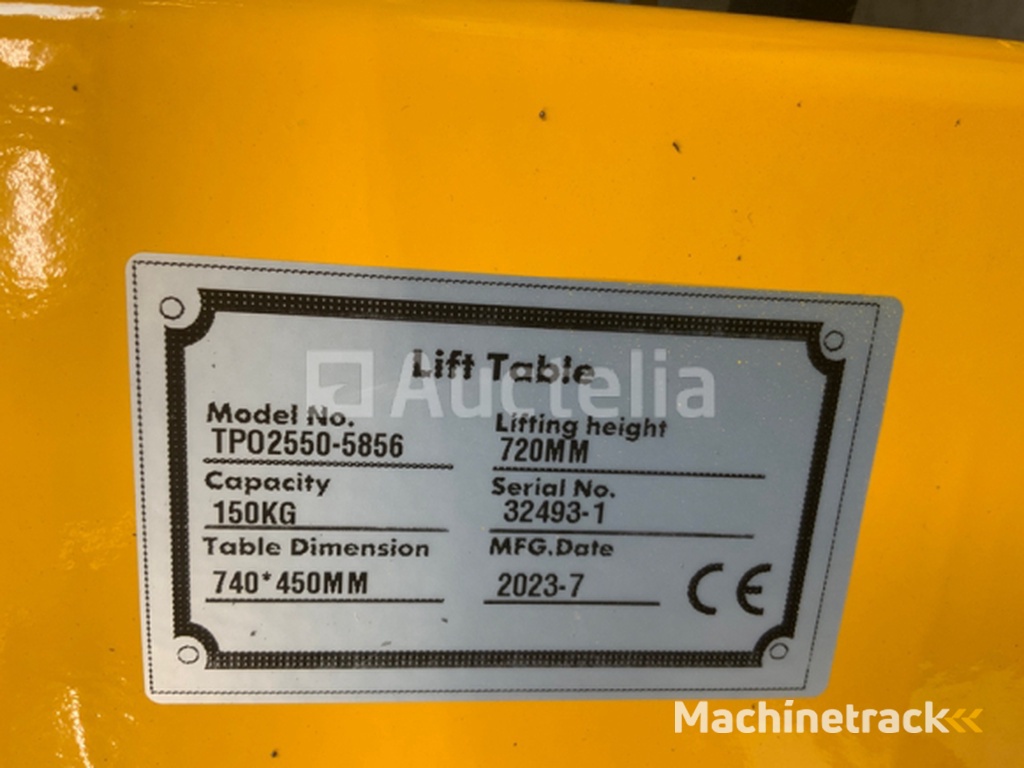 Lift Table
Auctelia
Model No.
TP02550-5856
Lifting height
720MM
Capacity
150KG
Serial No.
32493-1
Table Dimension
740*450MM
MFG.Date
2023-7
CE
Machinetrack